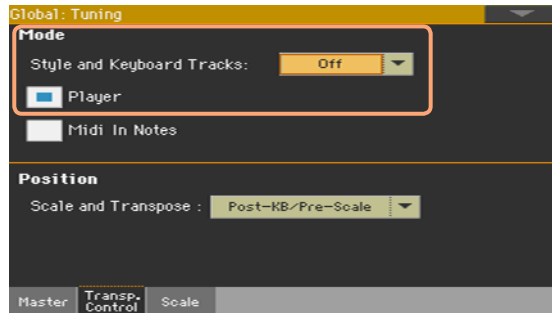 Global: Tuning
Mode
Style and Keyboard Tracks: Off
Player
Midi In Notes
Position
Scale and Transpose : Post-KB/Pre-Scale
Master Transp. Control Scale